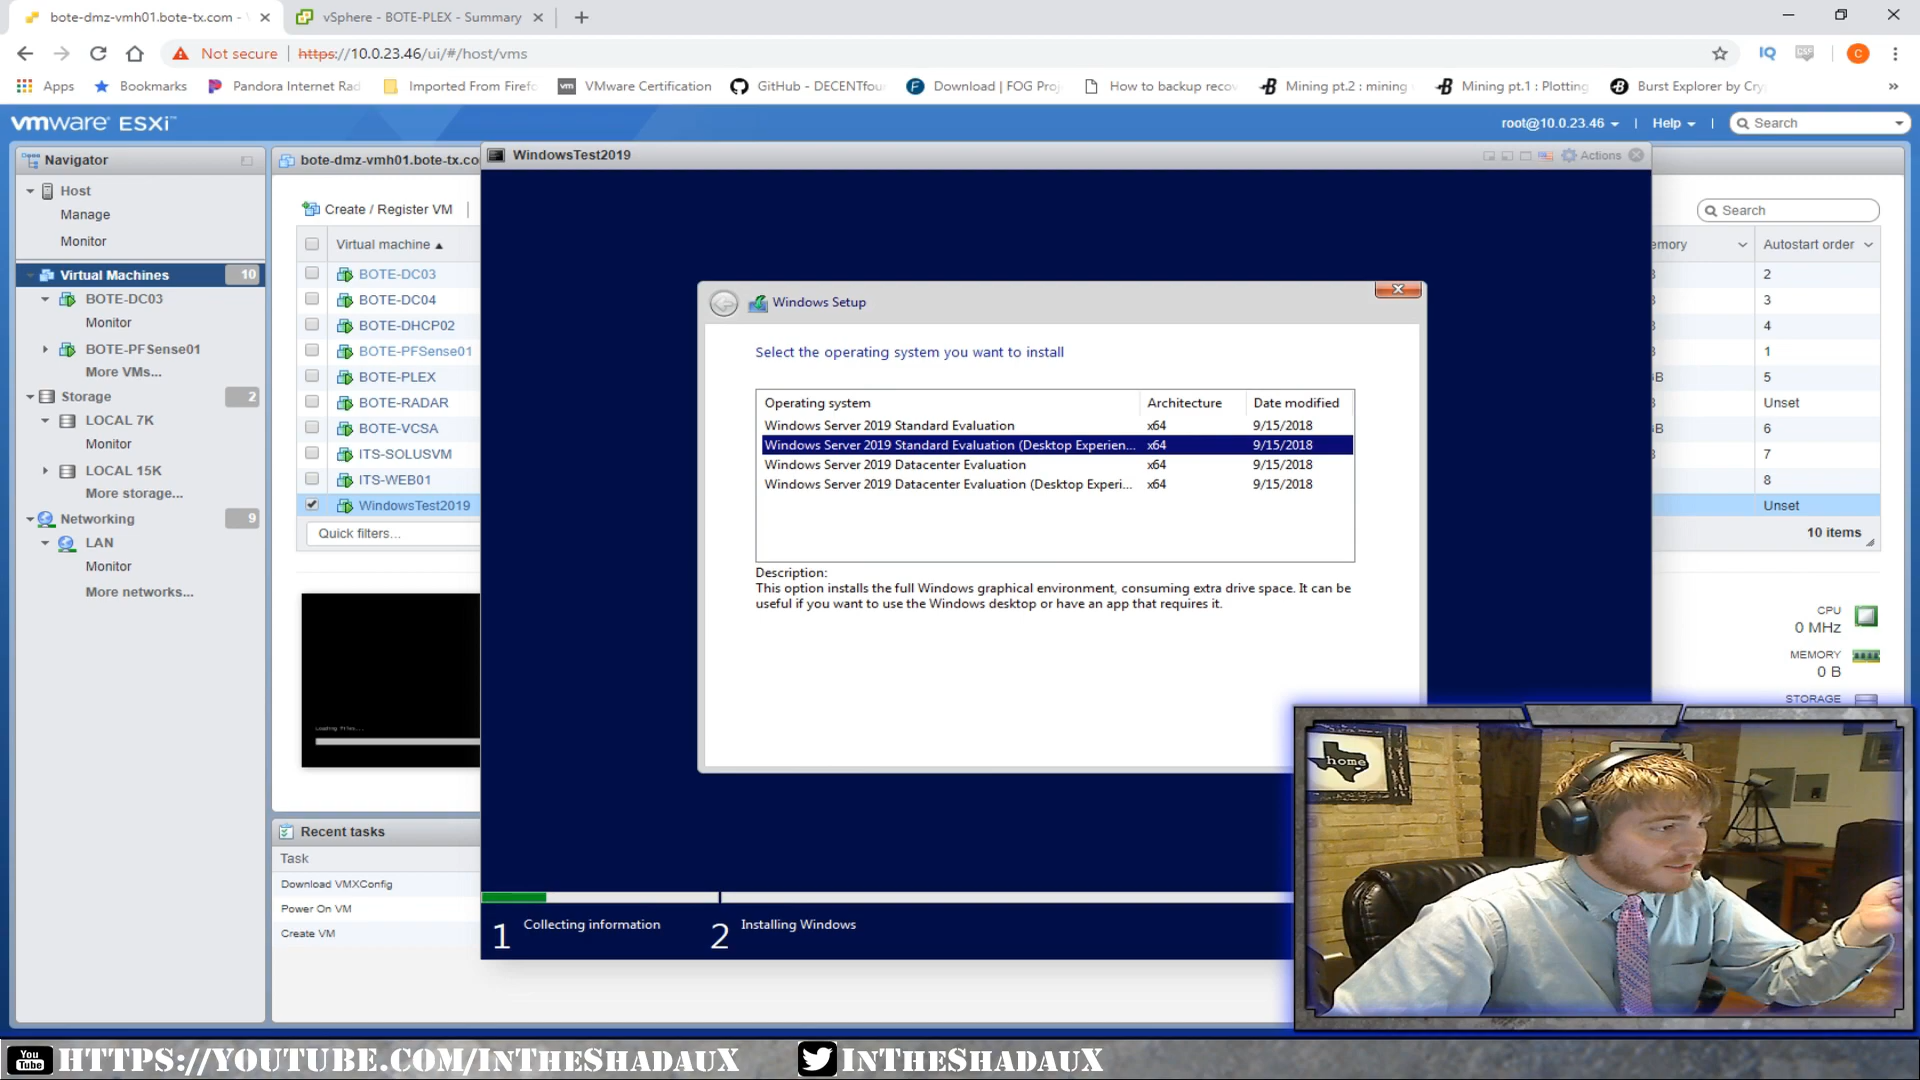 bote-dmz-vmh01.bote-tx.com -
vSphere - BOTE-PLEX - Summary
Not secure
https://10.0.23.46/ui/#/host/vms
IQ
C
Apps
Bookmarks
Pandora Internet Rad
Imported From Firefo
vm
VMware Certification
GitHub - DECENTfour
Download | FOG Proj
How to backup reco
Mining pt.2 : mining
Mining pt.1 : Plotting
Burst Explorer by Cry
vmware ESXi™
root@10.0.23.46
Help
Search
Navigator
Host
Manage
Monitor
Virtual Machines 10
BOTE-DC03
Monitor
BOTE-PFSense01
More VMs...
Storage 2
LOCAL 7K
Monitor
LOCAL 15K
More storage...
Networking 9
LAN
Monitor
More networks...
bote-dmz-vmh01.bote-tx.co
Create / Register VM
Virtual machine
BOTE-DC03
BOTE-DC04
BOTE-DHCP02
BOTE-PFSense01
BOTE-PLEX
BOTE-RADAR
BOTE-VCSA
ITS-SOLUSVM
ITS-WEB01
WindowsTest2019
Quick filters...
Loading files...
Recent tasks
Task
Download VMXConfig
Power On VM
Create VM
WindowsTest2019
Actions
Windows Setup
Select the operating system you want to install
Operating system Architecture Date modified
Windows Server 2019 Standard Evaluation x64 9/15/2018
Windows Server 2019 Standard Evaluation (Desktop Experien... x64 9/15/2018
Windows Server 2019 Datacenter Evaluation x64 9/15/2018
Windows Server 2019 Datacenter Evaluation (Desktop Experi... x64 9/15/2018
Description:
This option installs the full Windows graphical environment, consuming extra drive space. It can be
useful if you want to use the Windows desktop or have an app that requires it.
1 Collecting information
2 Installing Windows
Search
emory Autostart order
2
3
4
1
5
Unset
6
7
8
Unset
10 items
CPU
0 MHz
MEMORY
0 B
STORAGE
home
You
Tube
HTTPS://YOUTUBE.COM/INTHESHADAUX
INTHESHADAUX